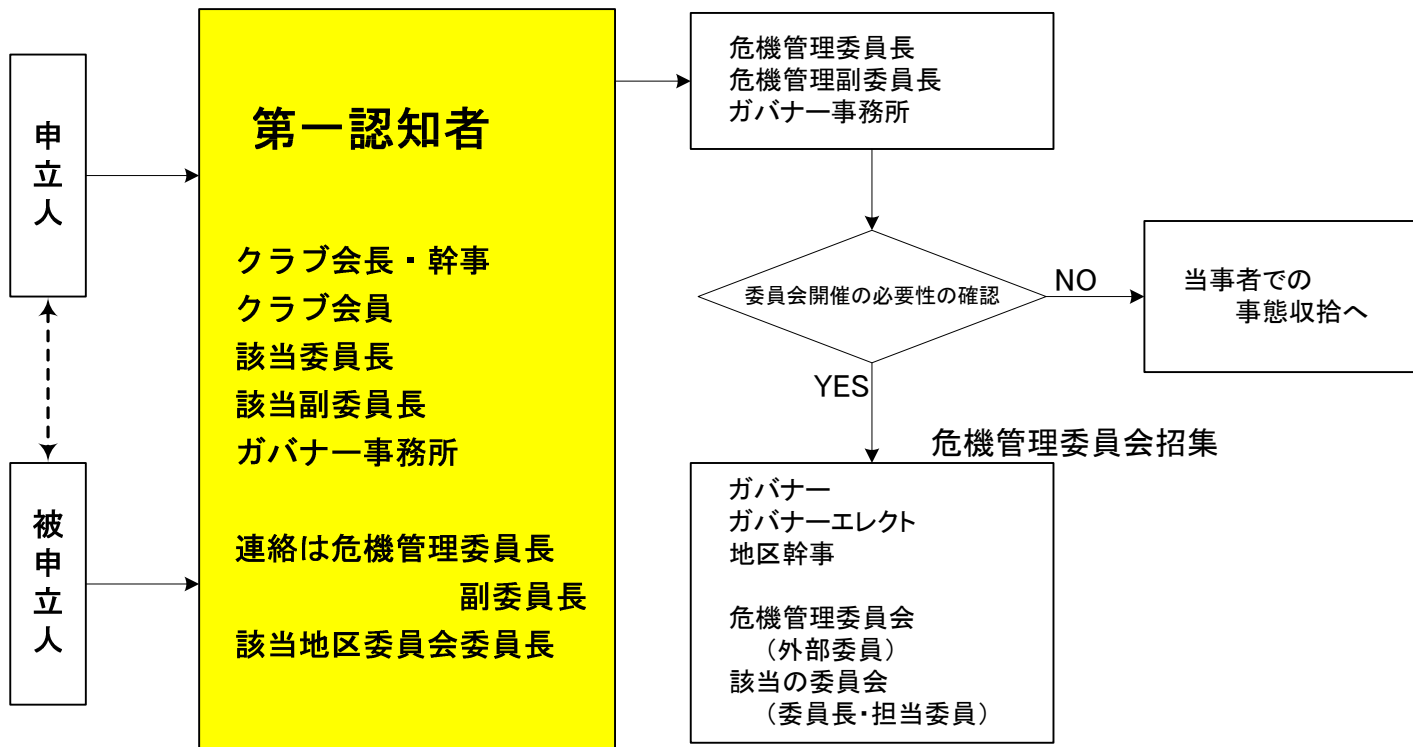 申立人
被申立人
第一認知者
クラブ会長・幹事
クラブ会員
該当委員長
該当副委員長
ガバナー事務所
連絡は危機管理委員長
副委員長
該当地区委員会委員長
危機管理委員長
危機管理副委員長
ガバナー事務所
委員会開催の必要性の確認
NO
当事者での
事態収拾へ
YES
危機管理委員会招集
ガバナー
ガバナーエレクト
地区幹事
危機管理委員会
（外部委員）
該当の委員会
（委員長・担当委員）